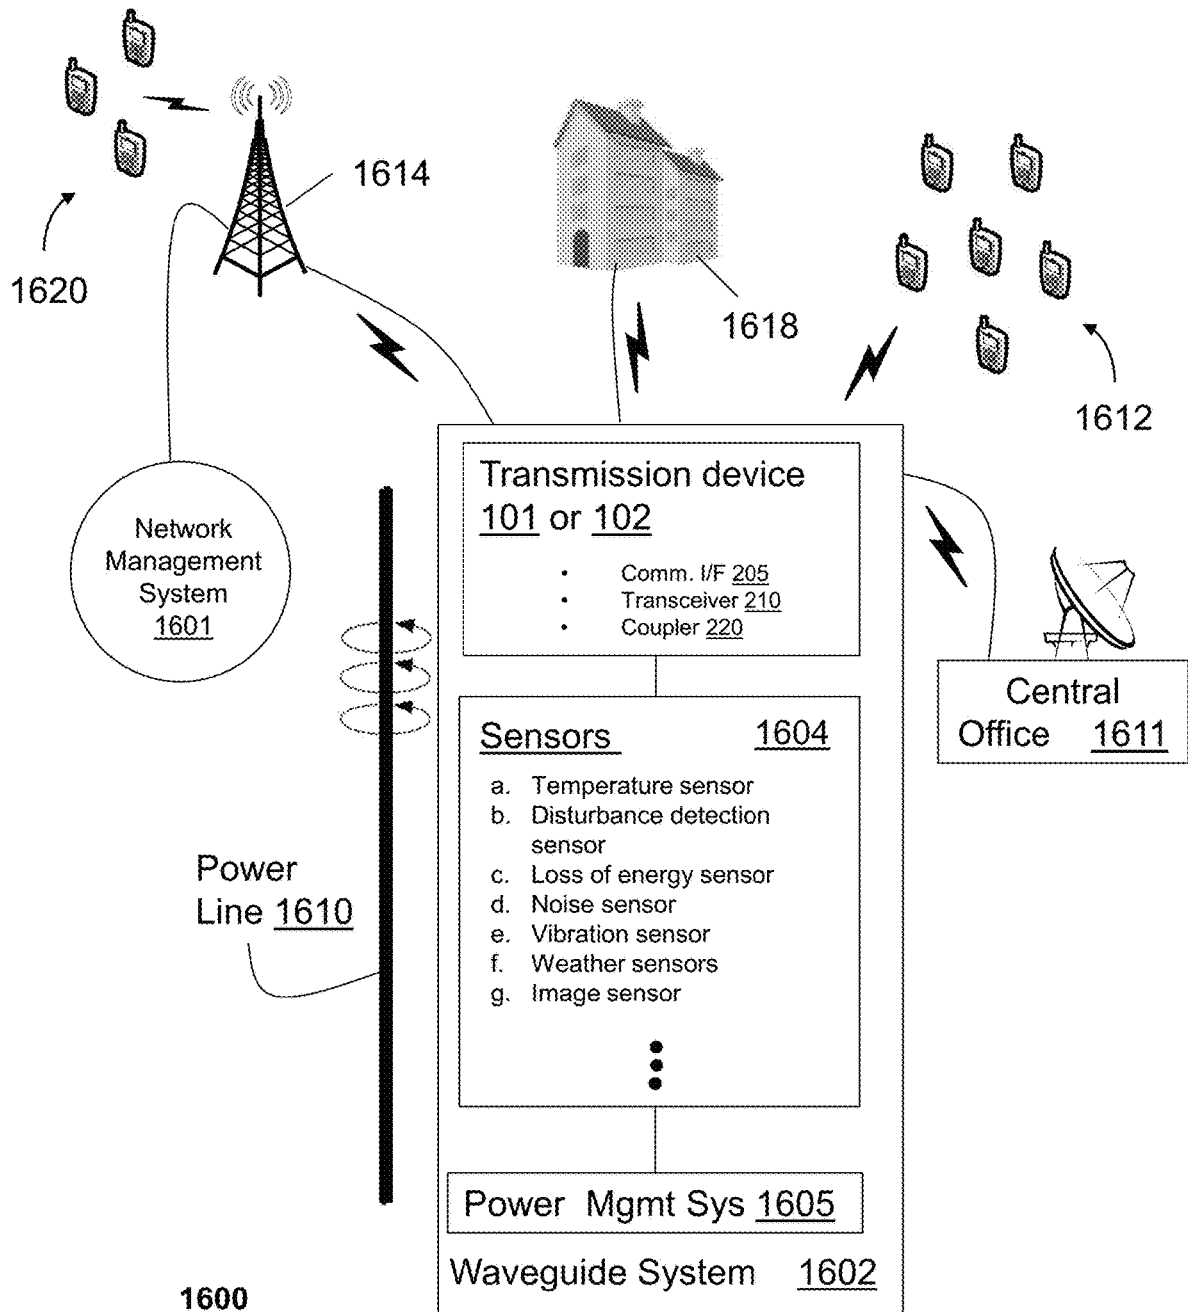 1614
1620
1618
1612
Transmission device
101 or 102
• Comm. I/F 205
• Transceiver 210
• Coupler 220
Network
Management
System
1601
Central
Office 1611
Sensors 1604
a. Temperature sensor
b. Disturbance detection
sensor
c. Loss of energy sensor
d. Noise sensor
e. Vibration sensor
f. Weather sensors
g. Image sensor
Power
Line 1610
Power Mgmt Sys 1605
Waveguide System 1602
1600